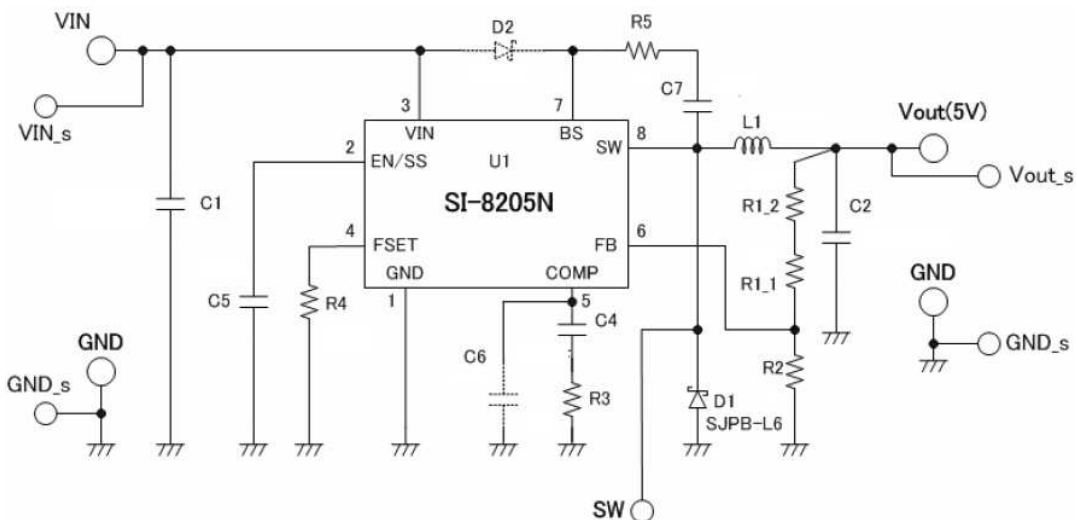 VIN
VIN_s
D2
R5
C7
3
7
VIN
BS
8
SW
L1
Vout(5V)
Vout_s
2
EN/SS
U1
SI-8205N
C1
R1_2
C2
4
FSET
FB
6
GND
COMP
R1_1
GND
C5
R4
1
5
C4
GND_s
GND
GND_s
C6
R3
R2
D1
SJPB-L6
SW